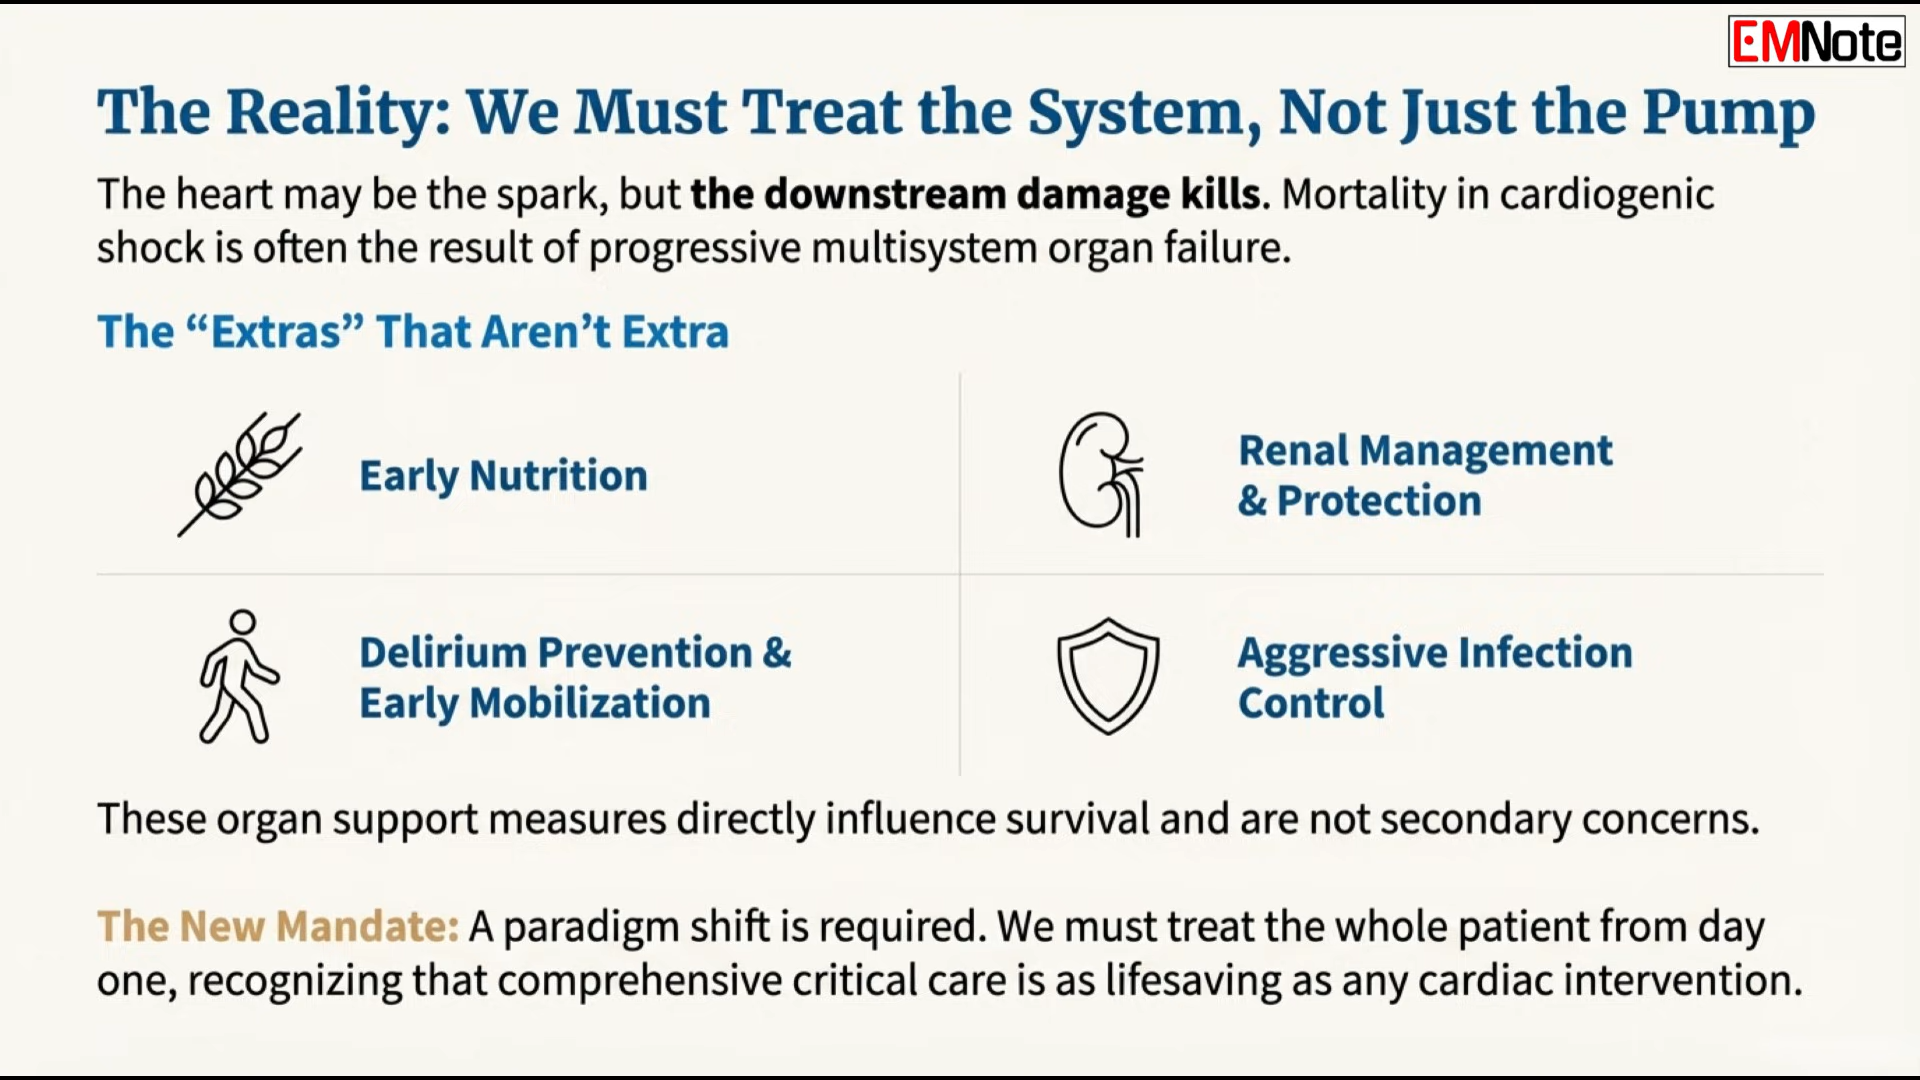 EMNote
The Reality: We Must Treat the System, Not Just the Pump
The heart may be the spark, but the downstream damage kills. Mortality in cardiogenic
shock is often the result of progressive multisystem organ failure.
The “Extras” That Aren’t Extra
Early Nutrition
Renal Management
& Protection
Delirium Prevention &
Early Mobilization
Aggressive Infection
Control
These organ support measures directly influence survival and are not secondary concerns.
The New Mandate: A paradigm shift is required. We must treat the whole patient from day
one, recognizing that comprehensive critical care is as lifesaving as any cardiac intervention.